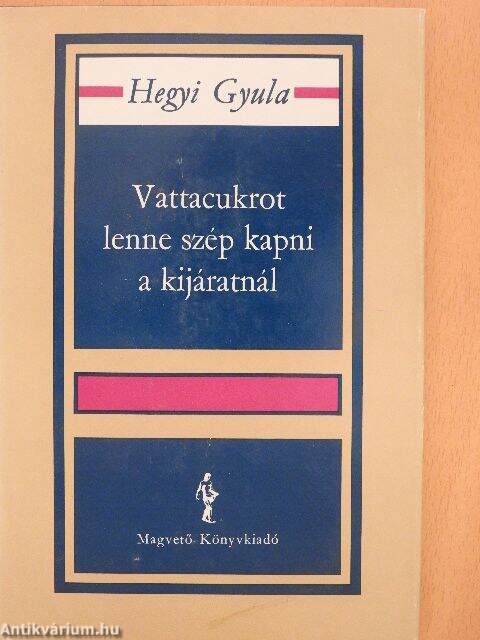 Hegyi Gyula
Vattacukrot
lenne szép kapni
a kijáratnál
Magvető Könyvkiadó
Antikvárium.hu